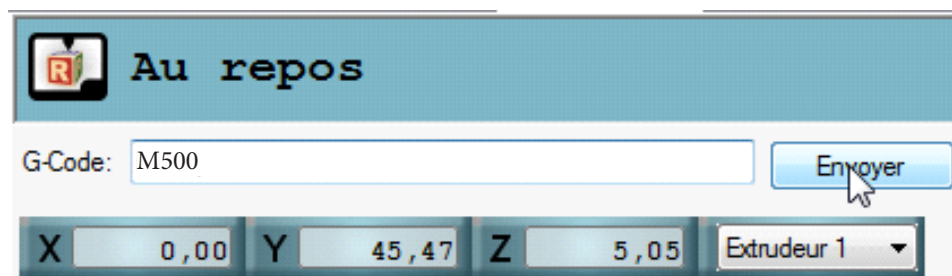 R Au repos
G-Code: M500 Envoyer
X 0,00 Y 45,47 Z 5,05 Extrudeur 1